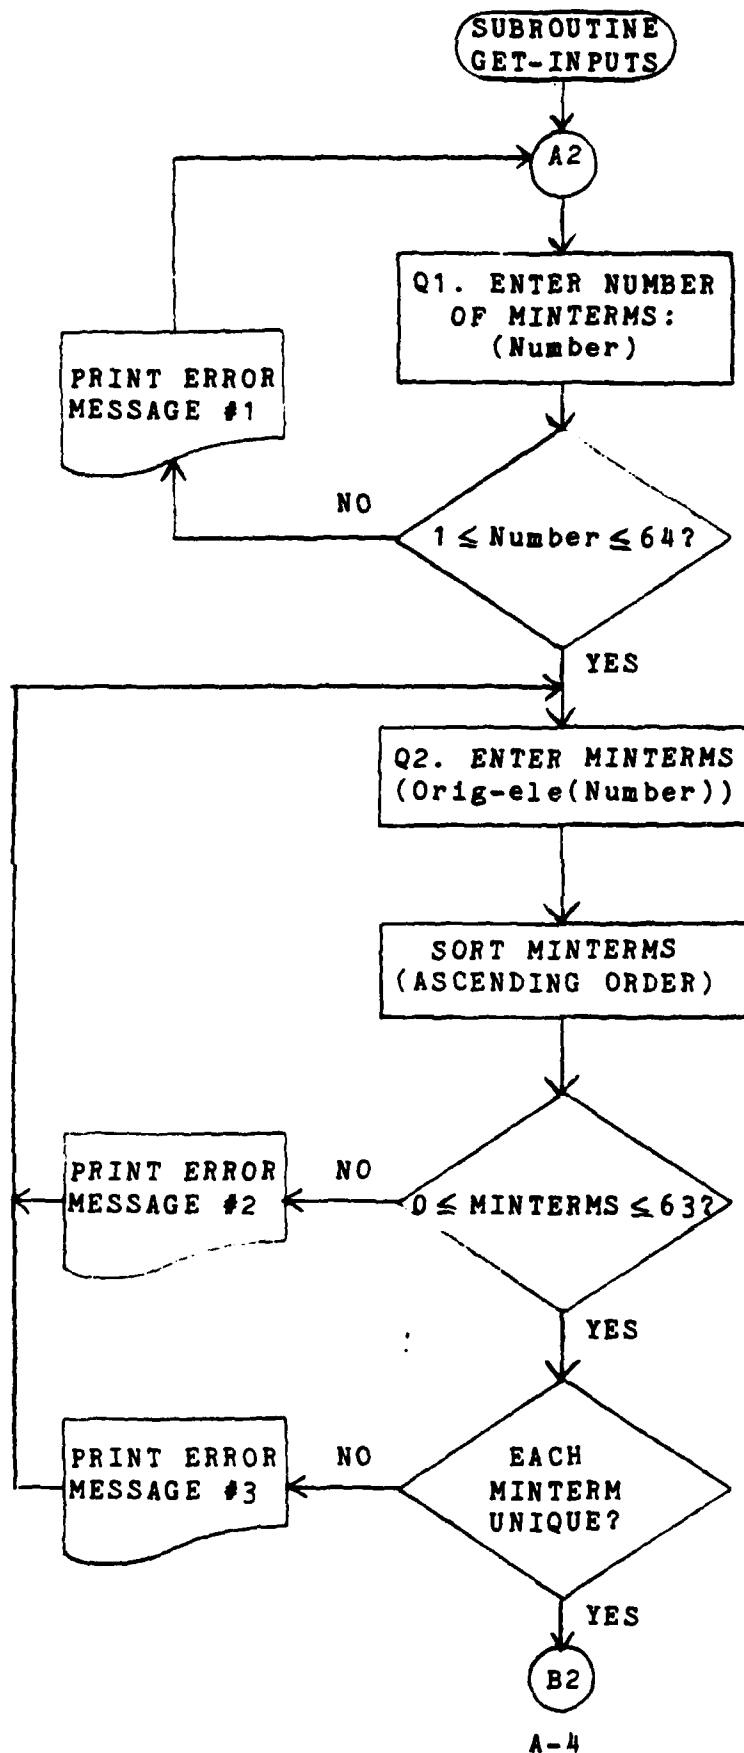 SUBROUTINE
GET-INPUTS
A2
Q1. ENTER NUMBER
OF MINTERMS:
(Number)
PRINT ERROR
MESSAGE #1
NO
1 ≦ Number ≦ 64?
YES
Q2. ENTER MINTERMS
(Orig-ele(Number))
SORT MINTERMS
(ASCENDING ORDER)
PRINT ERROR
MESSAGE #2
NO
0 ≦ MINTERMS ≦ 63?
YES
PRINT ERROR
MESSAGE #3
NO
EACH
MINTERM
UNIQUE?
YES
B2
A-4